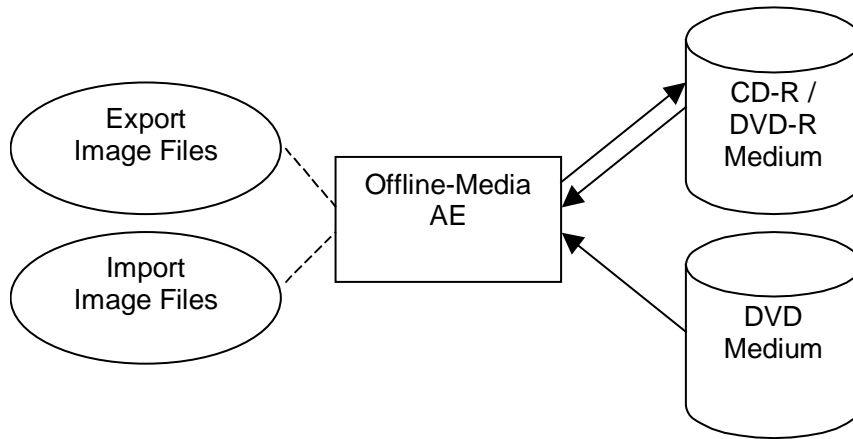 Export
Image Files
Import
Image Files
Offline-Media
AE
CD-R /
DVD-R
Medium
DVD
Medium